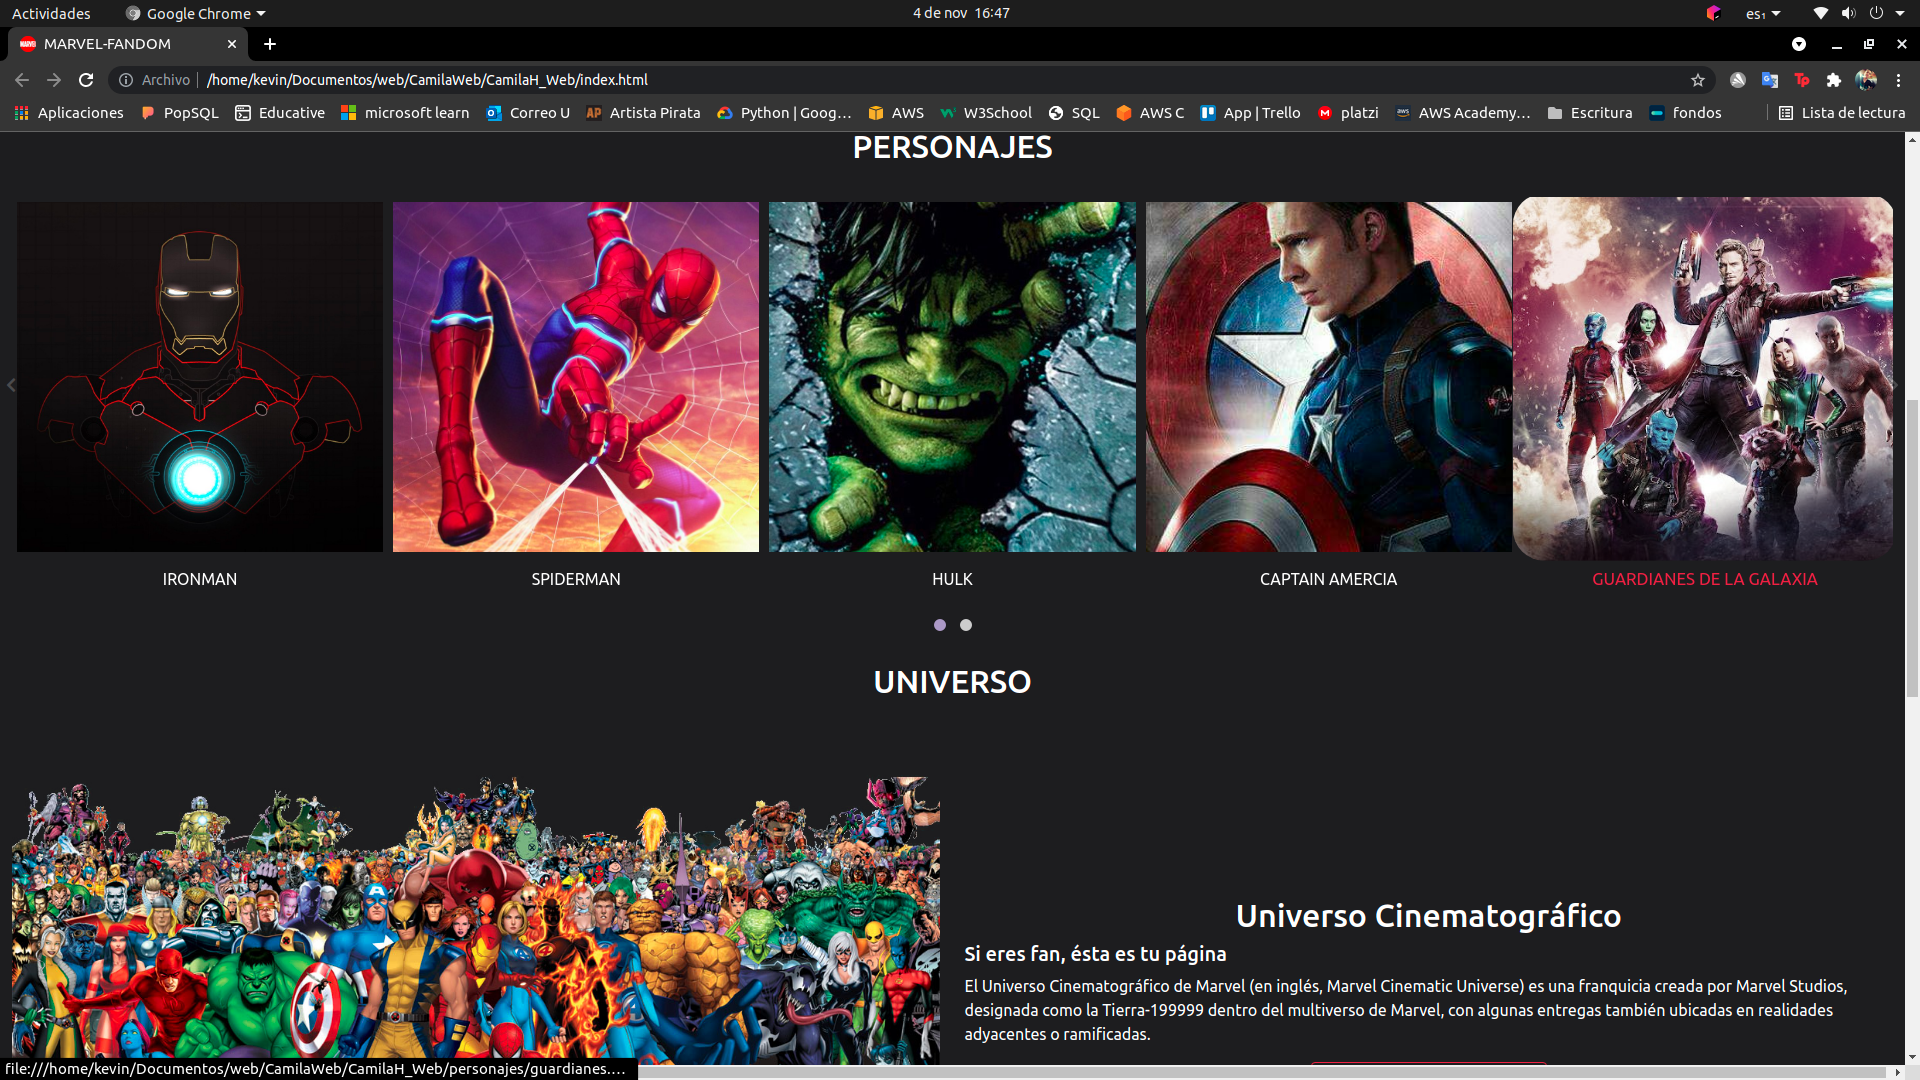 Actividades
Google Chrome
4 de nov 16:47
es₁
MARVEL-FANDOM
Archivo
/home/kevin/Documentos/web/CamilaWeb/CamilaH_Web/index.html
Aplicaciones
PopSQL
Educative
microsoft learn
Correo U
Artista Pirata
Python | Goog…
AWS
W3School
SQL
AWS C
App | Trello
platzi
AWS Academy…
Escritura
fondos
Lista de lectura
PERSONAJES
IRONMAN
SPIDERMAN
HULK
CAPTAIN AMERCIA
GUARDIANES DE LA GALAXIA
UNIVERSO
Universo Cinematográfico
Si eres fan, ésta es tu página
El Universo Cinematográfico de Marvel (en inglés, Marvel Cinematic Universe) es una franquicia creada por Marvel Studios,
designada como la Tierra-199999 dentro del multiverso de Marvel, con algunas entregas también ubicadas en realidades
adyacentes o ramificadas.
file:///home/kevin/Documentos/web/CamilaWeb/CamilaH_Web/personajes/guardianes.…